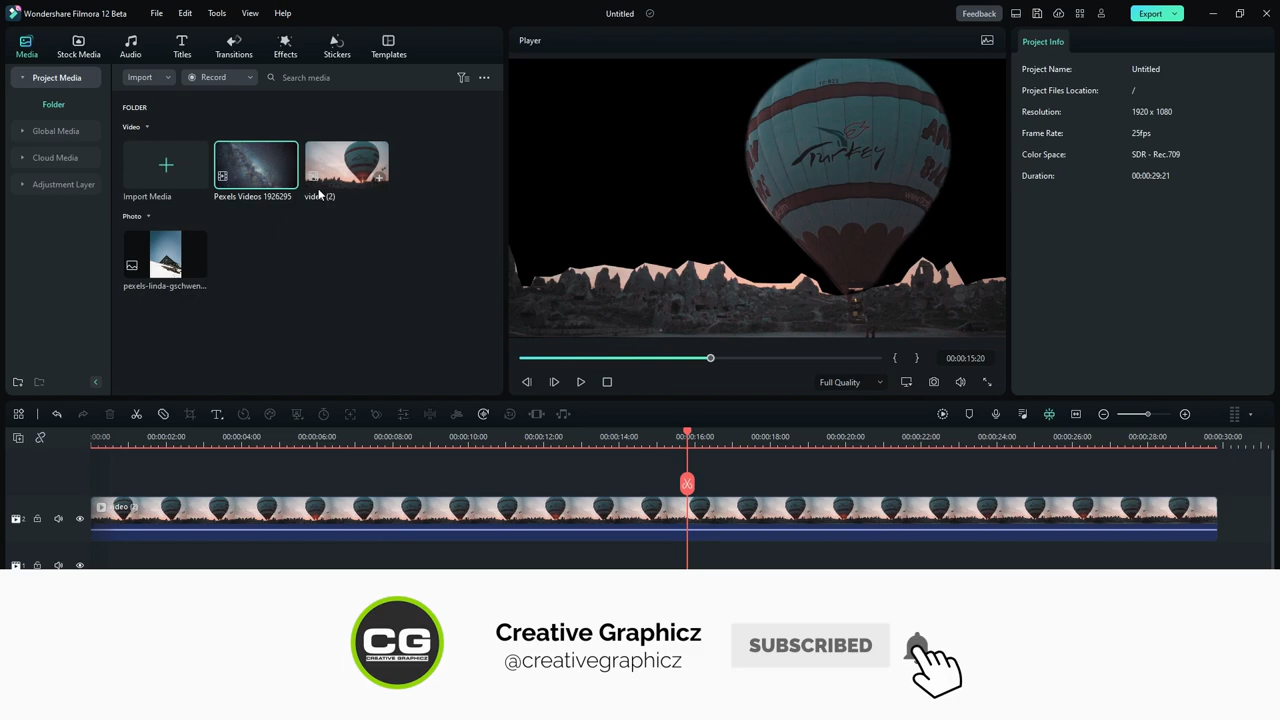 Wondershare Filmora 12 Beta File Edit Tools View Help Untitled Feedback Export
Media Stock Media Audio Titles Transitions Effects Stickers Templates
Project Media
Folder
Global Media
Cloud Media
Adjustment Layer
Import Record Search media
FOLDER
Video
Import Media Pexels Videos 1926295
Photo
pexels-linda-gschwen...
Player
Turkey
Full Quality 00:00:15:20
Project Info
Project Name: Untitled
Project Files Location: /
Resolution: 1920 x 1080
Frame Rate: 25fps
Color Space: SDR - Rec.709
Duration: 00:00:29:21
:00:00 00:00:02:00 00:00:04:00 00:00:06:00 00:00:08:00 00:00:10:00 00:00:12:00 00:00:14:00 00:00:16:00 00:00:18:00 00:00:20:00 00:00:22:00 00:00:24:00 00:00:26:00 00:00:28:00 00:00:30:00
2
1
CG
CREATIVE GRAPHICZ
Creative Graphicz
@creativegraphicz
SUBSCRIBED